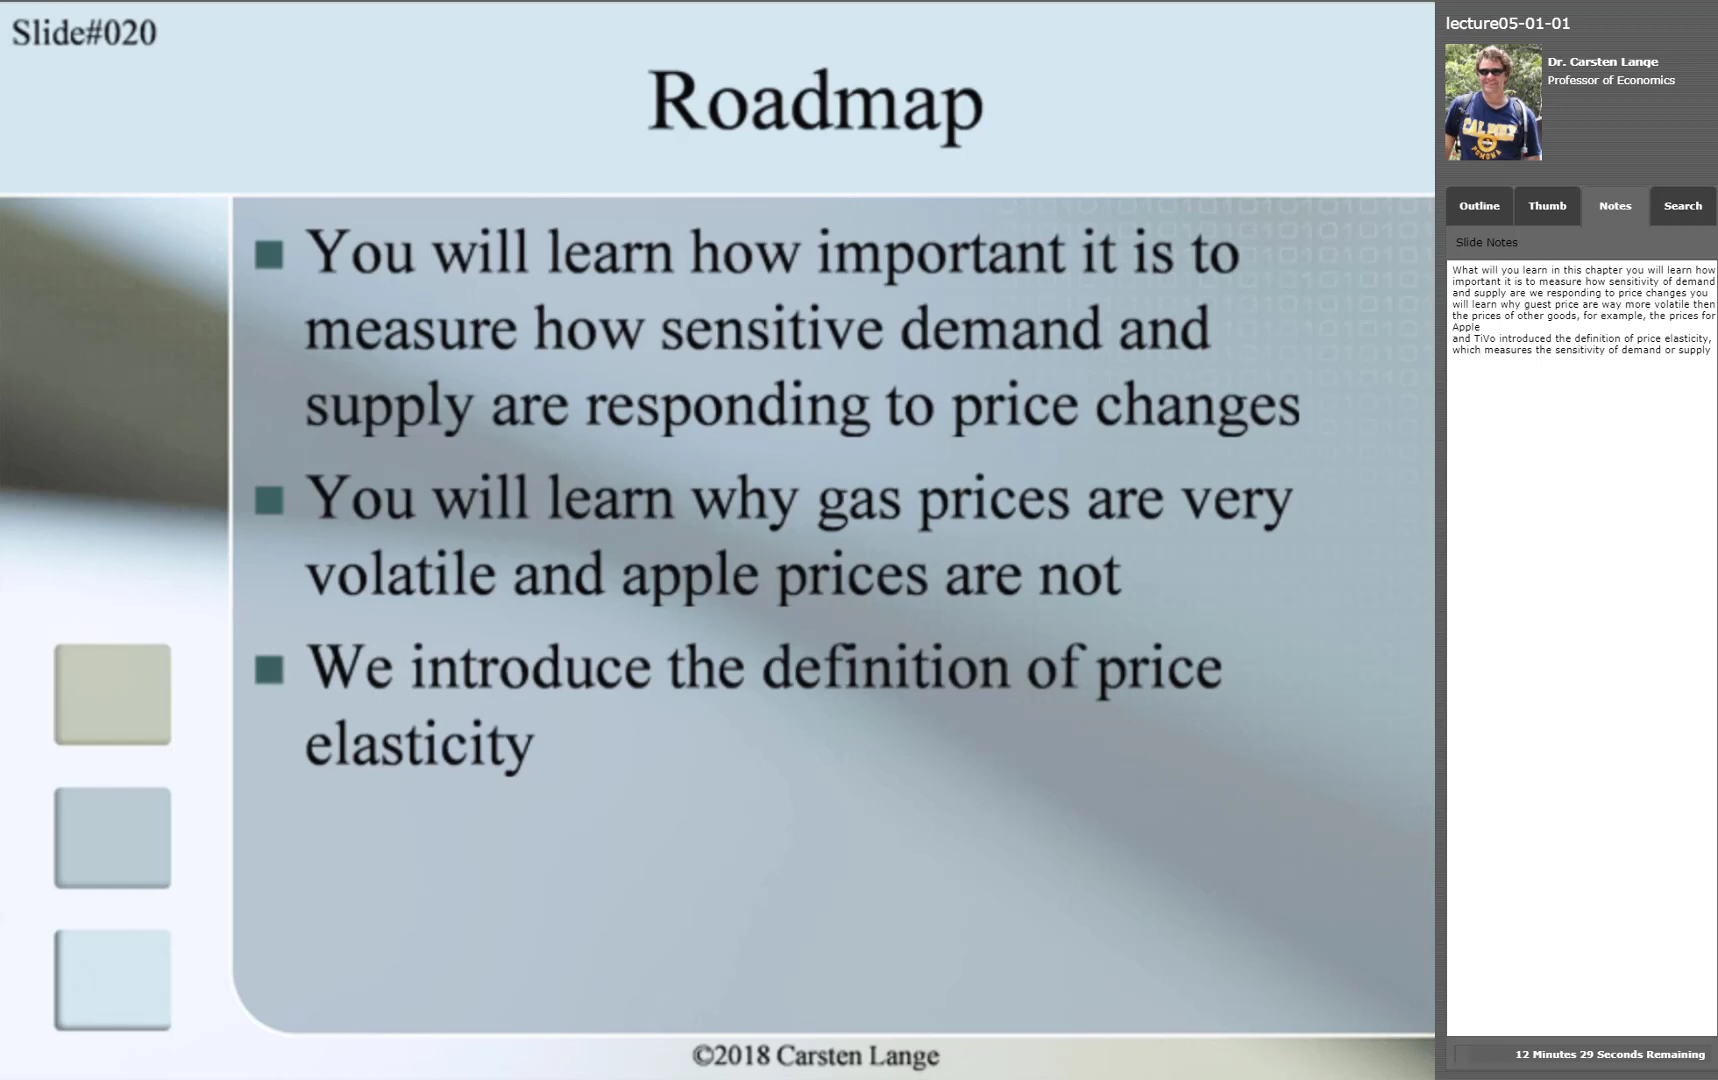 Slide#020
Roadmap
You will learn how important it is to
measure how sensitive demand and
supply are responding to price changes
You will learn why gas prices are very
volatile and apple prices are not
We introduce the definition of price
elasticity
©2018 Carsten Lange
lecture05-01-01
Dr. Carsten Lange
Professor of Economics
CAL POLY
POMONA
Outline Thumb Notes Search
Slide Notes
What will you learn in this chapter you will learn how
important it is to measure how sensitivity of demand
and supply are we responding to price changes you
will learn why guest price are way more volatile then
the prices of other goods, for example, the prices for
Apple
and TiVo introduced the definition of price elasticity,
which measures the sensitivity of demand or supply
12 Minutes 29 Seconds Remaining